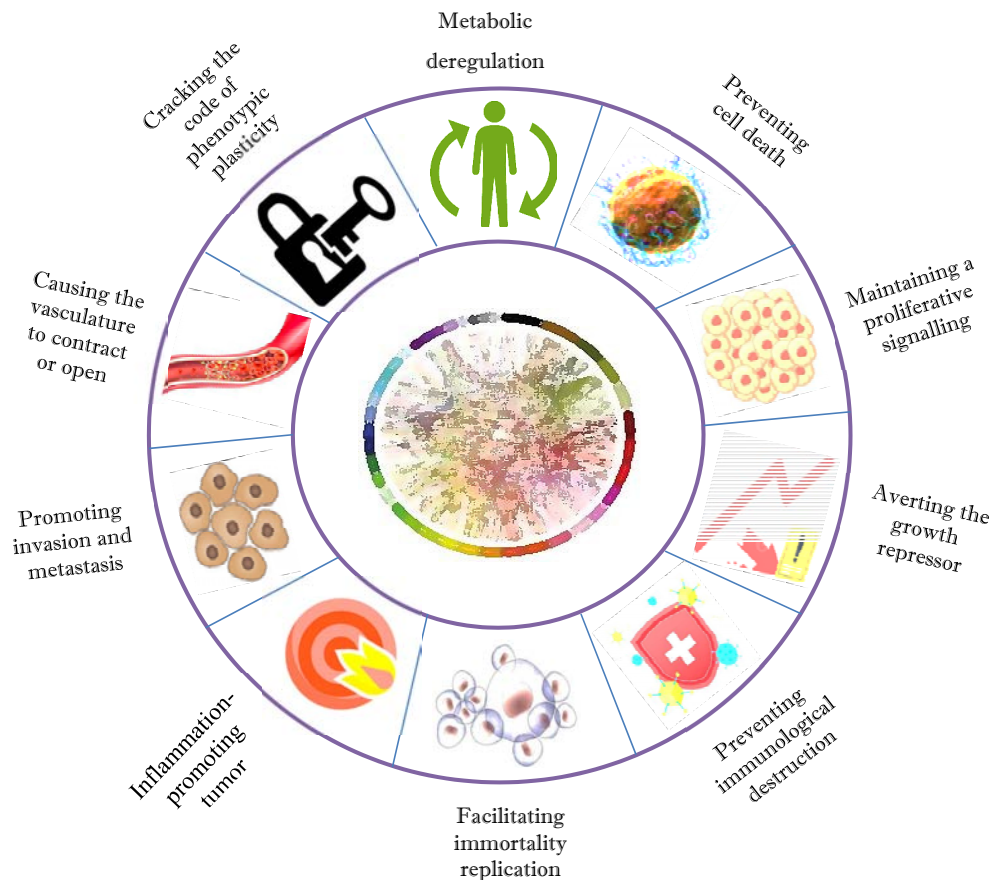 Metabolic
deregulation
Preventing
cell death
Maintaining a
proliferative
signalling
Averting the
growth
repressor
Preventing
immunological
destruction
Facilitating
immortality
replication
Inflammation-
promoting
tumor
Promoting
invasion and
metastasis
Causing the
vasculature
to contract
or open
Cracking the
code of
phenotypic
plasticity